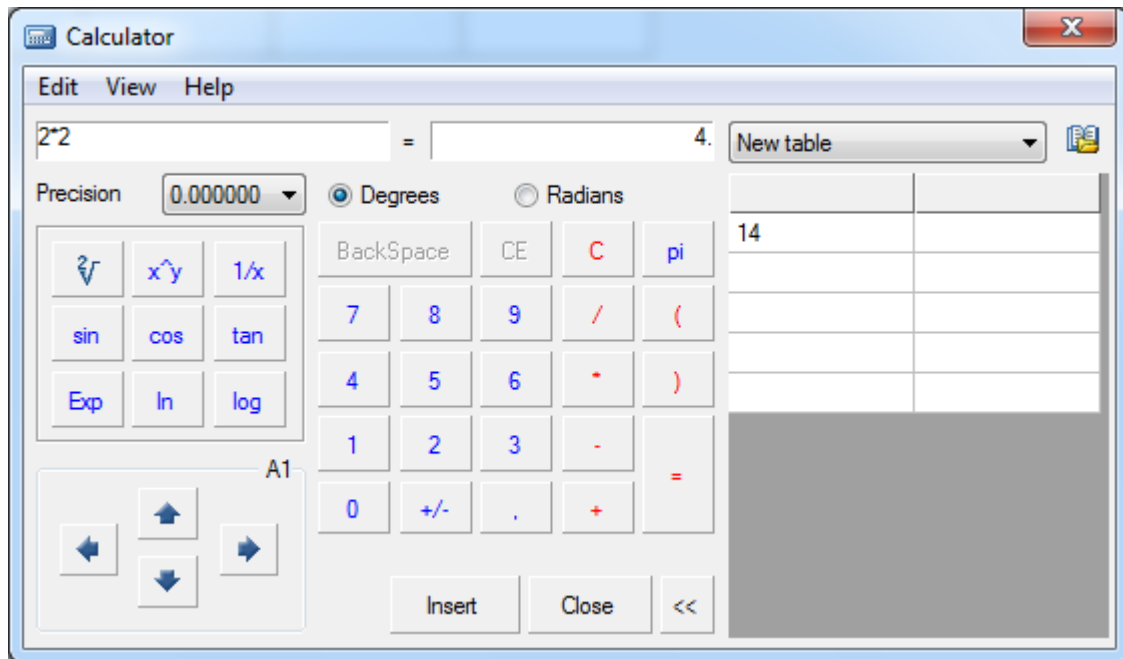 Calculator
Edit View Help
2*2 = 4. New table
Precision 0.000000 Degrees Radians
14
BackSpace CE C pi
2√ x^y 1/x
7 8 9 / (
sin cos tan
4 5 6 * )
Exp ln log
1 2 3 -
A1
=
0 +/- , +
Insert Close <<